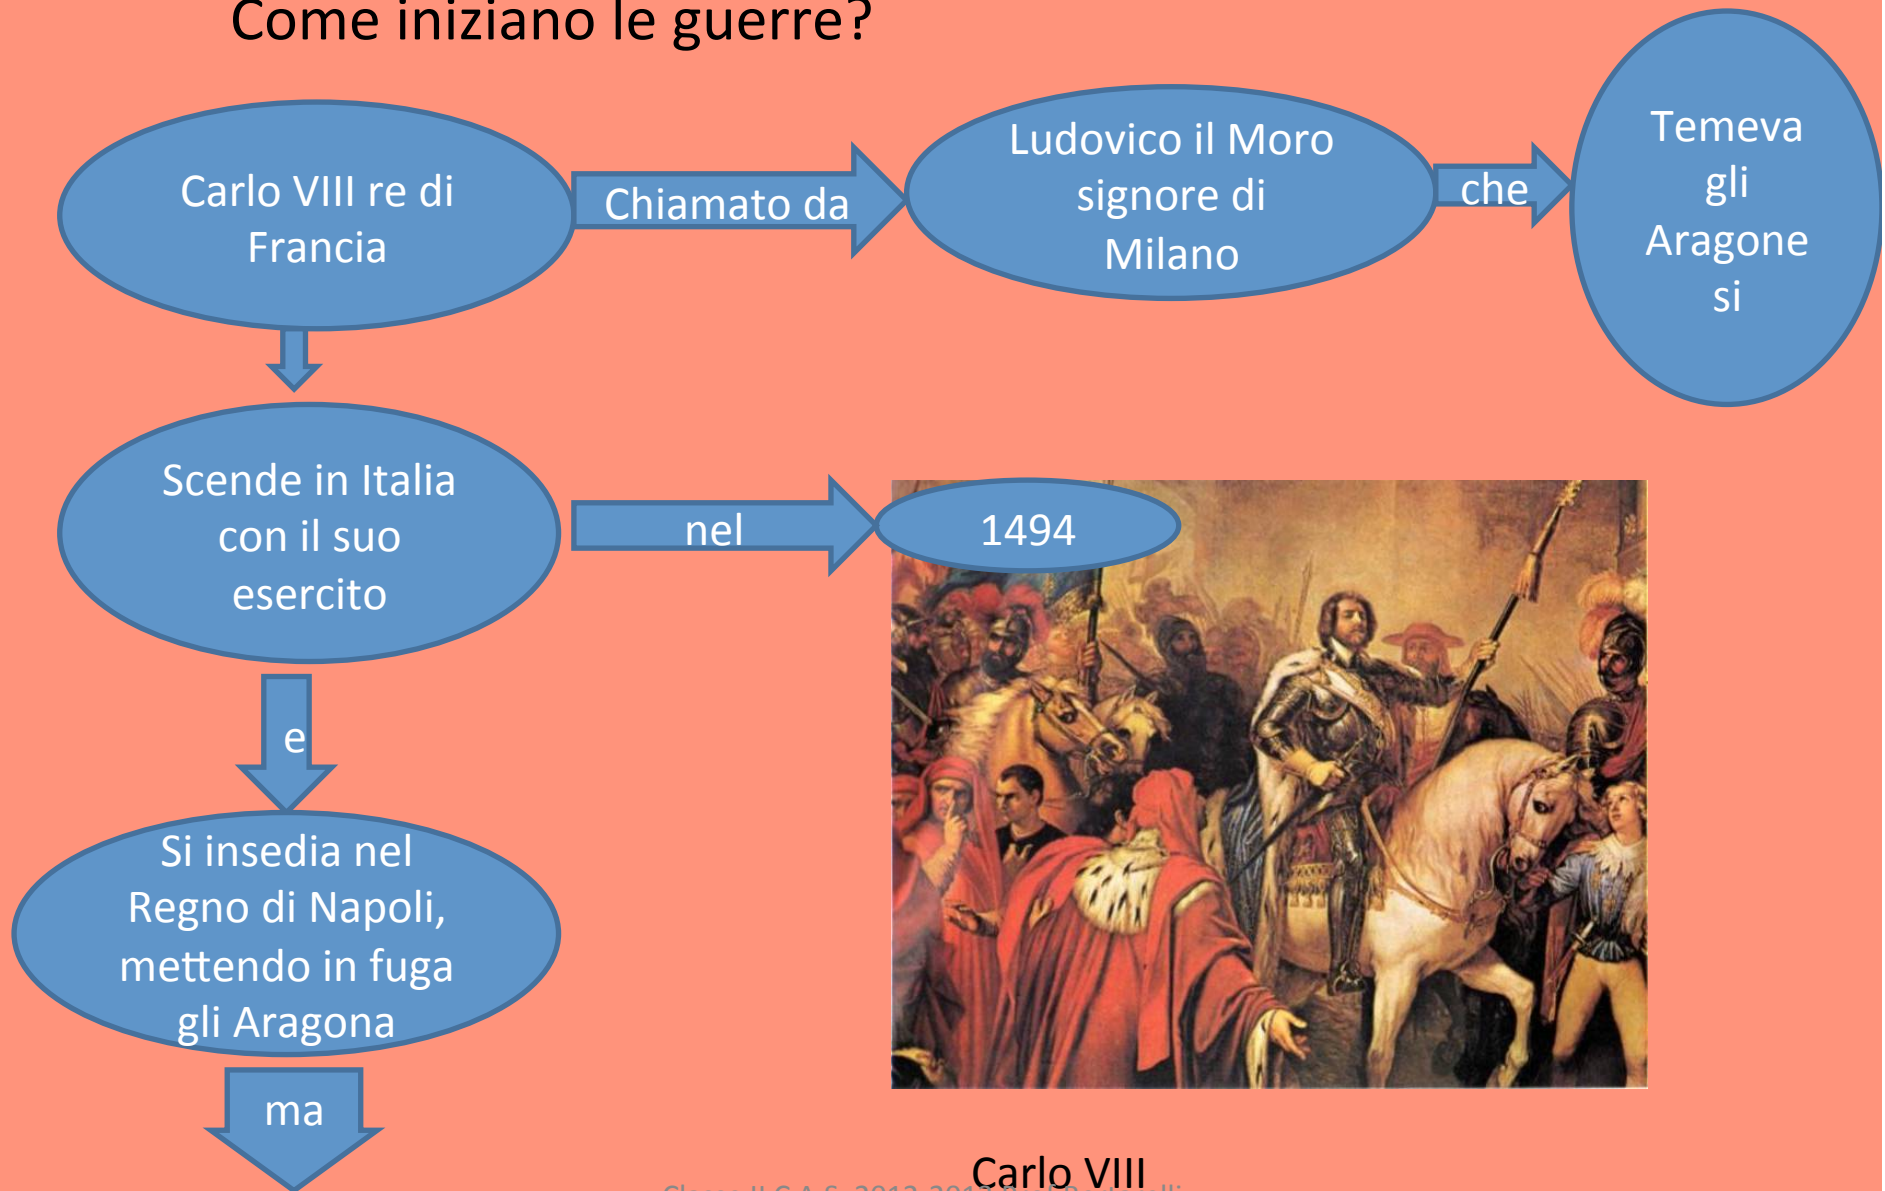 Come iniziano le guerre?
Carlo VIII re di
Francia
Chiamato da
Ludovico il Moro
signore di
Milano
che
Temeva
gli
Aragone
si
Scende in Italia
con il suo
esercito
nel
1494
e
Si insedia nel
Regno di Napoli,
mettendo in fuga
gli Aragona
ma
Carlo VIII